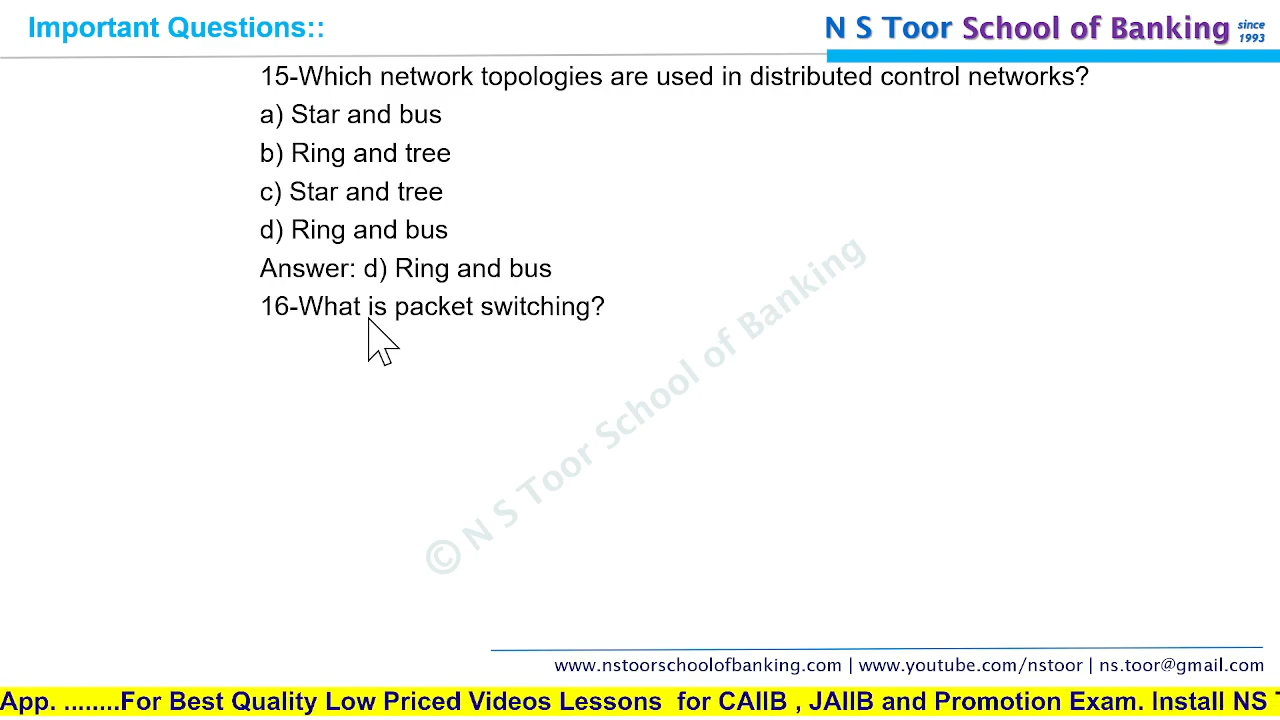 Important Questions::
N S Toor School of Banking since 1993
15-Which network topologies are used in distributed control networks?
a) Star and bus
b) Ring and tree
c) Star and tree
d) Ring and bus
Answer: d) Ring and bus
16-What is packet switching?
© N S Toor School of Banking
www.nstoorschoolofbanking.com | www.youtube.com/nstoor | ns.toor@gmail.com
App. ........For Best Quality Low Priced Videos Lessons for CAIIB , JAIIB and Promotion Exam. Install NS T